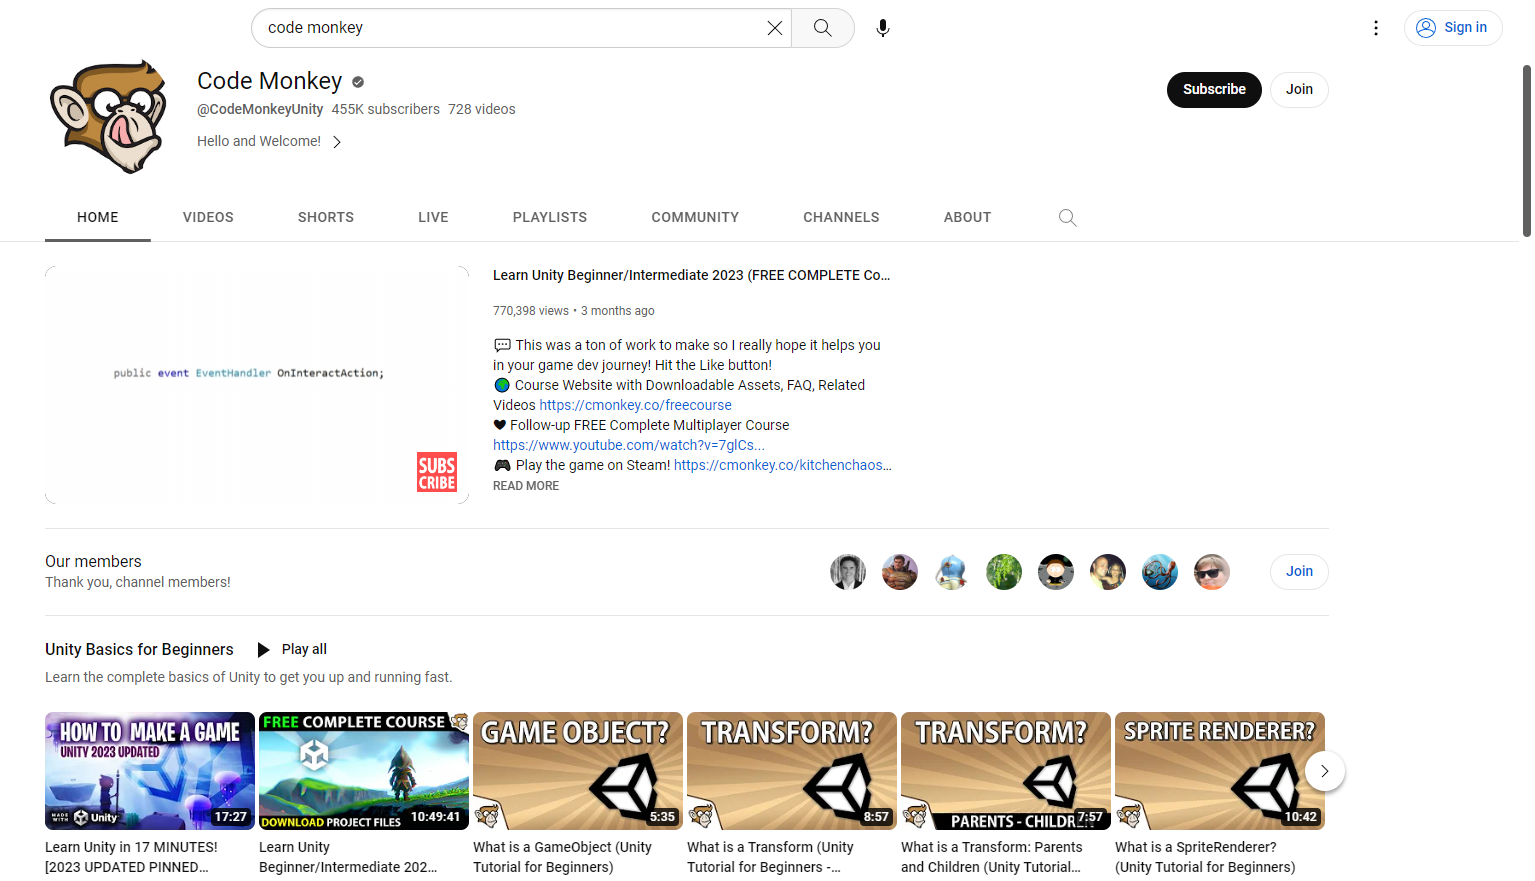 code monkey
Sign in
Code Monkey
@CodeMonkeyUnity 455K subscribers 728 videos
Hello and Welcome!
Subscribe
Join
HOME
VIDEOS
SHORTS
LIVE
PLAYLISTS
COMMUNITY
CHANNELS
ABOUT
public event EventHandler OnInteractAction;
SUBS
CRIBE
Learn Unity Beginner/Intermediate 2023 (FREE COMPLETE Co...
770,398 views • 3 months ago
💬 This was a ton of work to make so I really hope it helps you
in your game dev journey! Hit the Like button!
🌍 Course Website with Downloadable Assets, FAQ, Related
Videos https://cmonkey.co/freecourse
❤ Follow-up FREE Complete Multiplayer Course
https://www.youtube.com/watch?v=7glCs...
🎮 Play the game on Steam! https://cmonkey.co/kitchenchaos...
READ MORE
Our members
Thank you, channel members!
Join
Unity Basics for Beginners
Play all
Learn the complete basics of Unity to get you up and running fast.
HOW TO MAKE A GAME
UNITY 2023 UPDATED
MADE WITH
Unity
17:27
FREE COMPLETE COURSE
DOWNLOAD PROJECT FILES
10:49:41
GAME OBJECT?
5:35
TRANSFORM?
8:57
TRANSFORM?
PARENTS - CHILDREN
7:57
SPRITE RENDERER?
10:42
Learn Unity in 17 MINUTES!
[2023 UPDATED PINNED...
Learn Unity
Beginner/Intermediate 202...
What is a GameObject (Unity
Tutorial for Beginners)
What is a Transform (Unity
Tutorial for Beginners -...
What is a Transform: Parents
and Children (Unity Tutorial...
What is a SpriteRenderer?
(Unity Tutorial for Beginners)